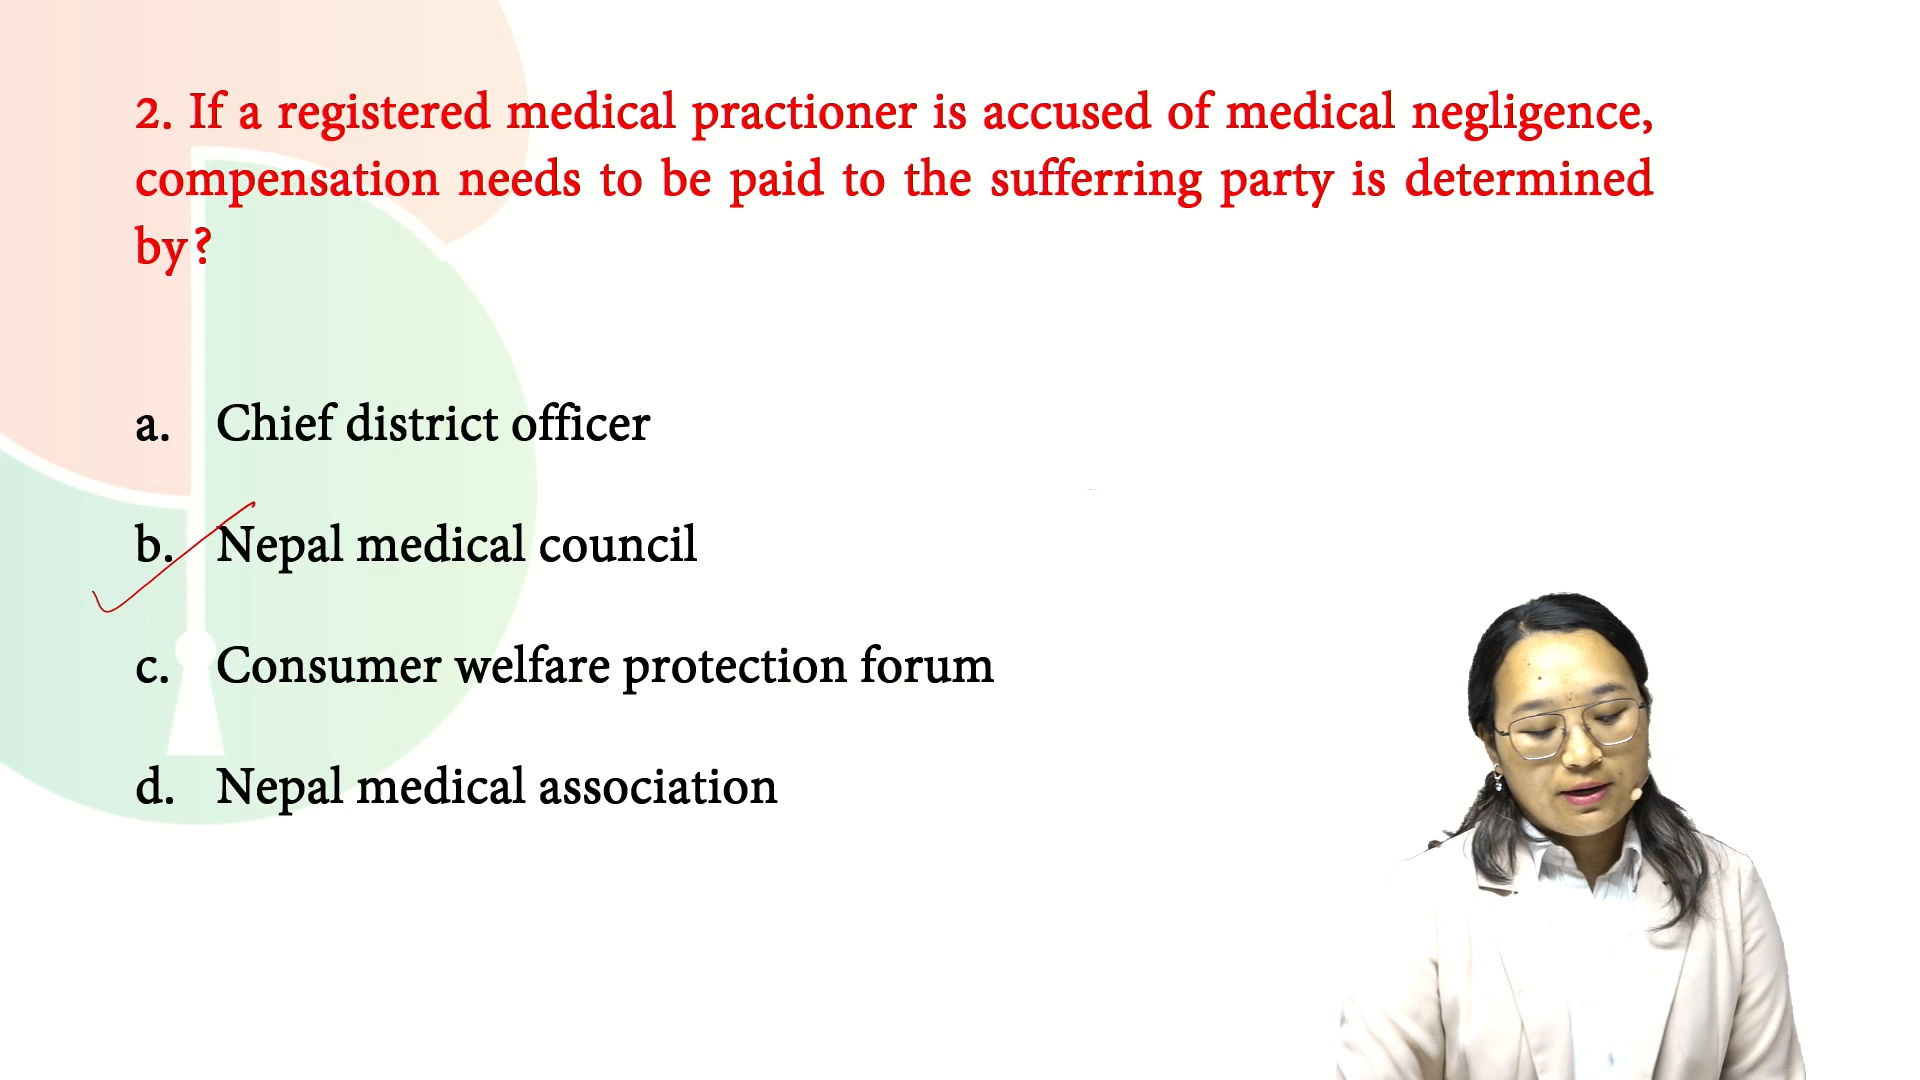 2. If a registered medical practioner is accused of medical negligence,
compensation needs to be paid to the sufferring party is determined
by?
a. Chief district officer
b. Nepal medical council
c. Consumer welfare protection forum
d. Nepal medical association